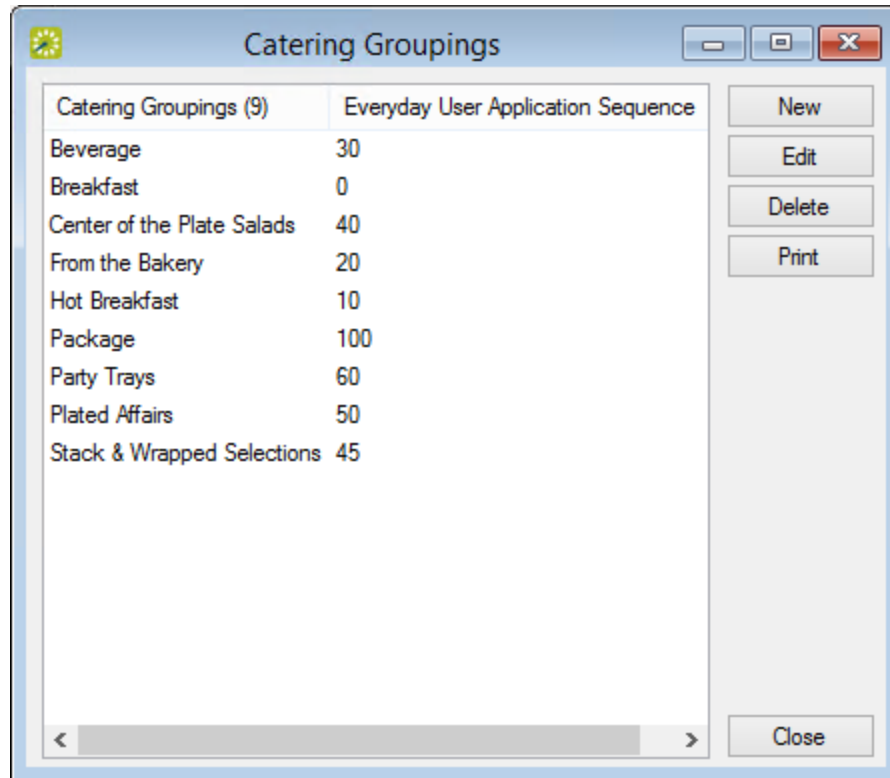 Catering Groupings
Catering Groupings (9) Everyday User Application Sequence
Beverage 30
Breakfast 0
Center of the Plate Salads 40
From the Bakery 20
Hot Breakfast 10
Package 100
Party Trays 60
Plated Affairs 50
Stack & Wrapped Selections 45
New
Edit
Delete
Print
Close